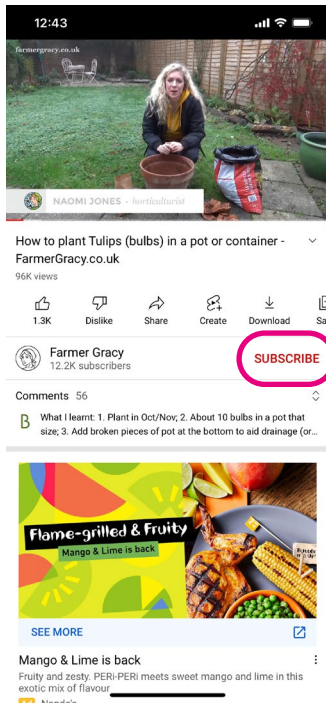 12:43
farmergracy.co.uk
NAOMI JONES - horticulturist
How to plant Tulips (bulbs) in a pot or container -
FarmerGracy.co.uk
96K views
1.3K Dislike Share Create Download Sa
Farmer Gracy
12.2K subscribers
SUBSCRIBE
Comments 56
B
What I learnt: 1. Plant in Oct/Nov; 2. About 10 bulbs in a pot that
size; 3. Add broken pieces of pot at the bottom to aid drainage (or...
Flame-grilled & Fruity
Mango & Lime is back
SEE MORE
Mango & Lime is back
Fruity and zesty. PERi-PERi meets sweet mango and lime in this
exotic mix of flavour
Ad Nando's